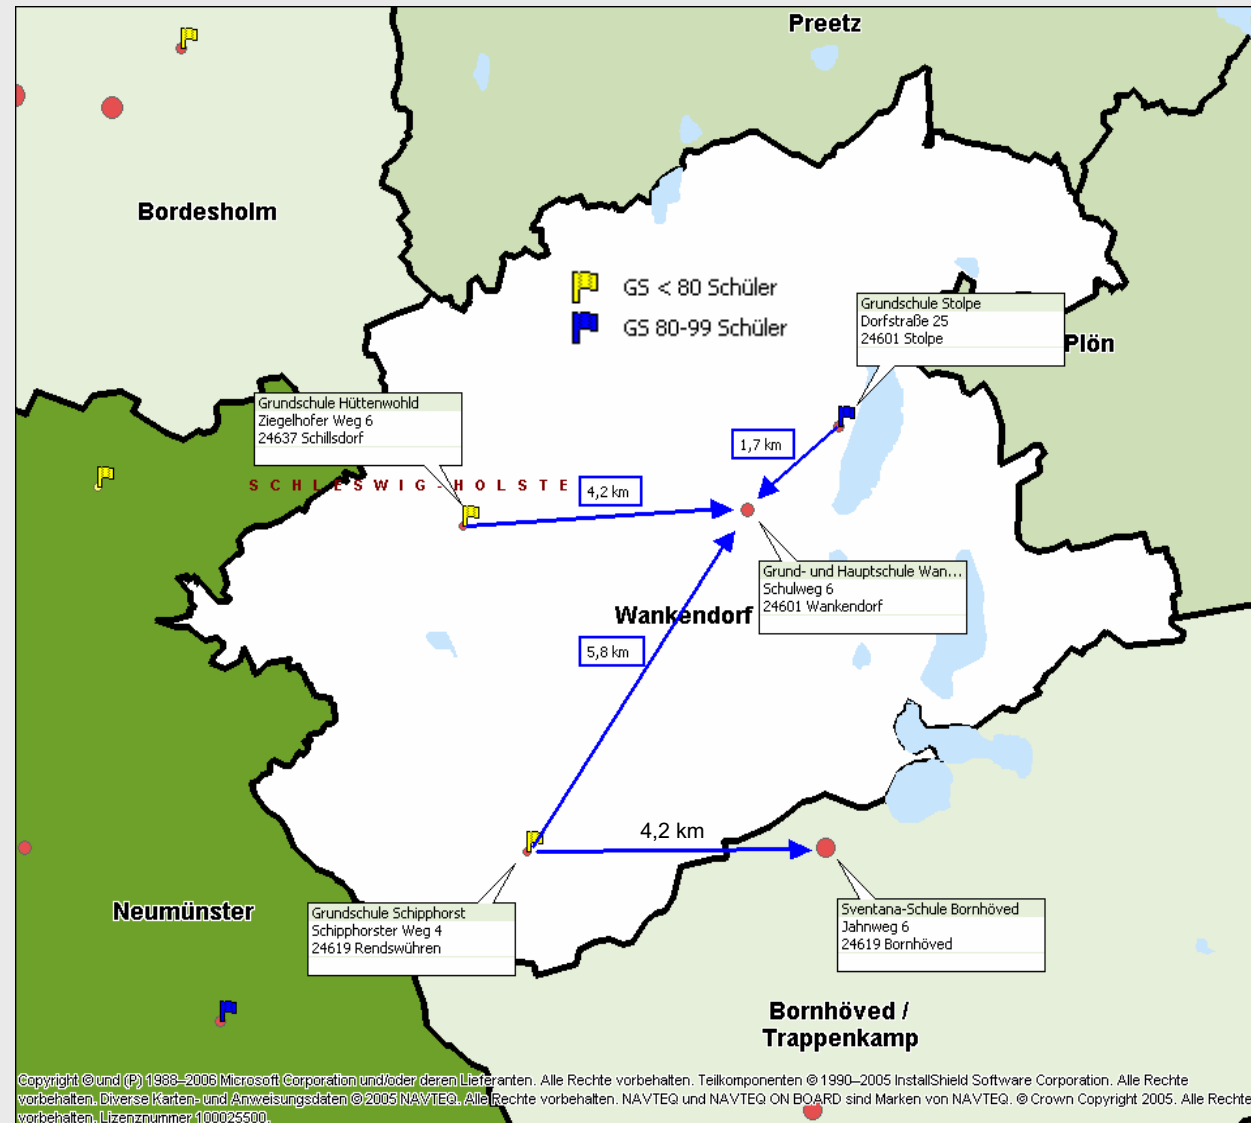 Preetz
Bordesholm
GS < 80 Schüler
GS 80-99 Schüler
Grundschule Stolpe
Dorfstraße 25
24601 Stolpe
Plön
Grundschule Hüttenwohld
Ziegelhofer Weg 6
24637 Schillsdorf
1,7 km
SCHLESWIG-HOLSTE
4,2 km
Grund- und Hauptschule Wan...
Schulweg 6
24601 Wankendorf
Wankendorf
5,8 km
4,2 km
Neumünster
Grundschule Schipphorst
Schipphorster Weg 4
24619 Rendswühren
Sventana-Schule Bornhöved
Jahnweg 6
24619 Bornhöved
Bornhöved /
Trappenkamp
Copyright © und (P) 1988–2006 Microsoft Corporation und/oder deren Lieferanten. Alle Rechte vorbehalten. Teilkomponenten © 1990–2005 InstallShield Software Corporation. Alle Rechte
vorbehalten. Diverse Karten- und Anweisungsdaten © 2005 NAVTEQ. Alle Rechte vorbehalten. NAVTEQ und NAVTEQ ON BOARD sind Marken von NAVTEQ. © Crown Copyright 2005. Alle Rechte
vorbehalten. Lizenznummer 100025500.